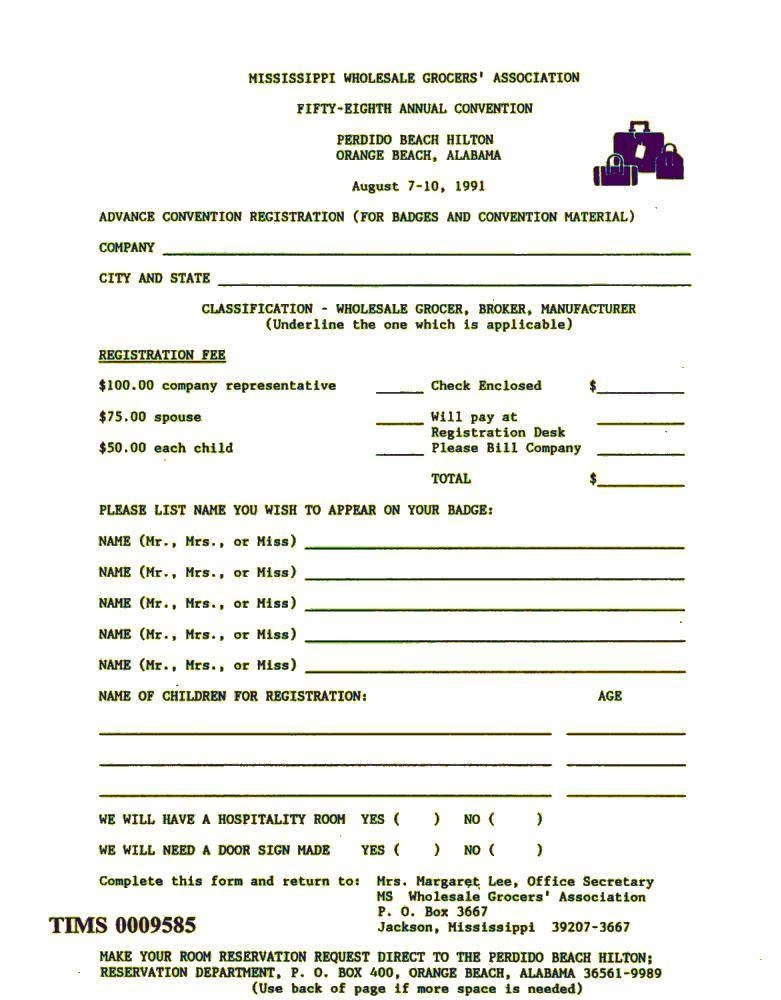 MISSISSIPPI WHOLESALE GROCERS' ASSOCIATION
FIFTY-EIGHTH ANNUAL CONVENTION
PERDIDO BEACH HILTON
ORANGE BEACH, ALABAMA
August 7-10, 1991
ADVANCE CONVENTION REGISTRATION (FOR BADGES AND CONVENTION MATERIAL)
COMPANY
CITY AND STATE
CLASSIFICATION - WHOLESALE GROCER, BROKER, MANUFACTURER
(Underline the one which is applicable)
REGISTRATION FEE
$100.00 company representative Check Enclosed $
$75.00 spouse Will pay at
Registration Desk
$50.00 each child Please Bill Company
TOTAL $
PLEASE LIST NAME YOU WISH TO APPEAR ON YOUR BADGE:
NAME (Mr., Mrs., or Miss)
NAME (Mr., Mrs., or Miss)
NAME (Mr., Mrs., or Miss)
NAME (Mr., Mrs., or Miss)
NAME (Mr., Mrs., or Miss)
NAME OF CHILDREN FOR REGISTRATION: AGE
WE WILL HAVE A HOSPITALITY ROOM YES ( ) NO ( )
WE WILL NEED A DOOR SIGN MADE YES ( ) NO ( )
Complete this form and return to: Mrs. Margaret Lee, Office Secretary
MS Wholesale Grocers' Association
P. O. Box 3667
Jackson, Mississippi 39207-3667
TIMS 0009585
MAKE YOUR ROOM RESERVATION REQUEST DIRECT TO THE PERDIDO BEACH HILTON;
RESERVATION DEPARTMENT, P. O. BOX 400, ORANGE BEACH, ALABAMA 36561-9989
(Use back of page if more space is needed)